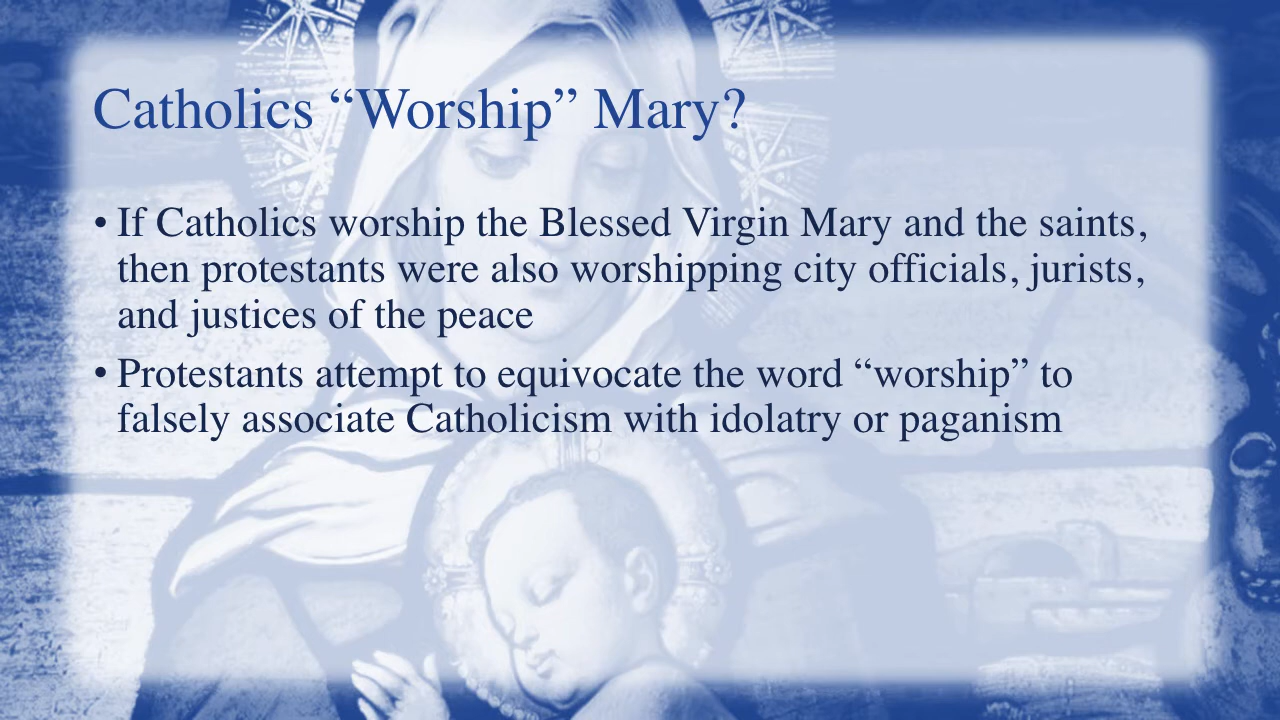 Catholics “Worship” Mary?
• If Catholics worship the Blessed Virgin Mary and the saints,
then protestants were also worshipping city officials, jurists,
and justices of the peace
• Protestants attempt to equivocate the word “worship” to
falsely associate Catholicism with idolatry or paganism